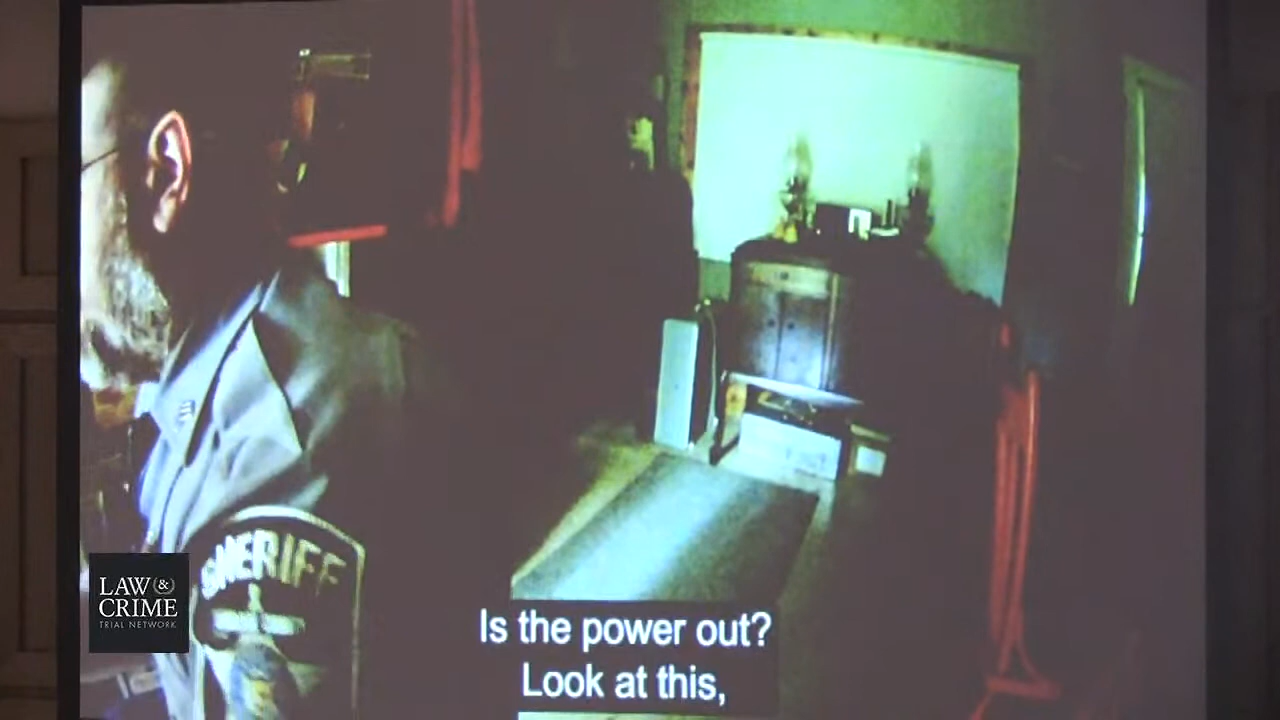 SHERIFF
LAW &
CRIME
TRIAL NETWORK
Is the power out?
Look at this,